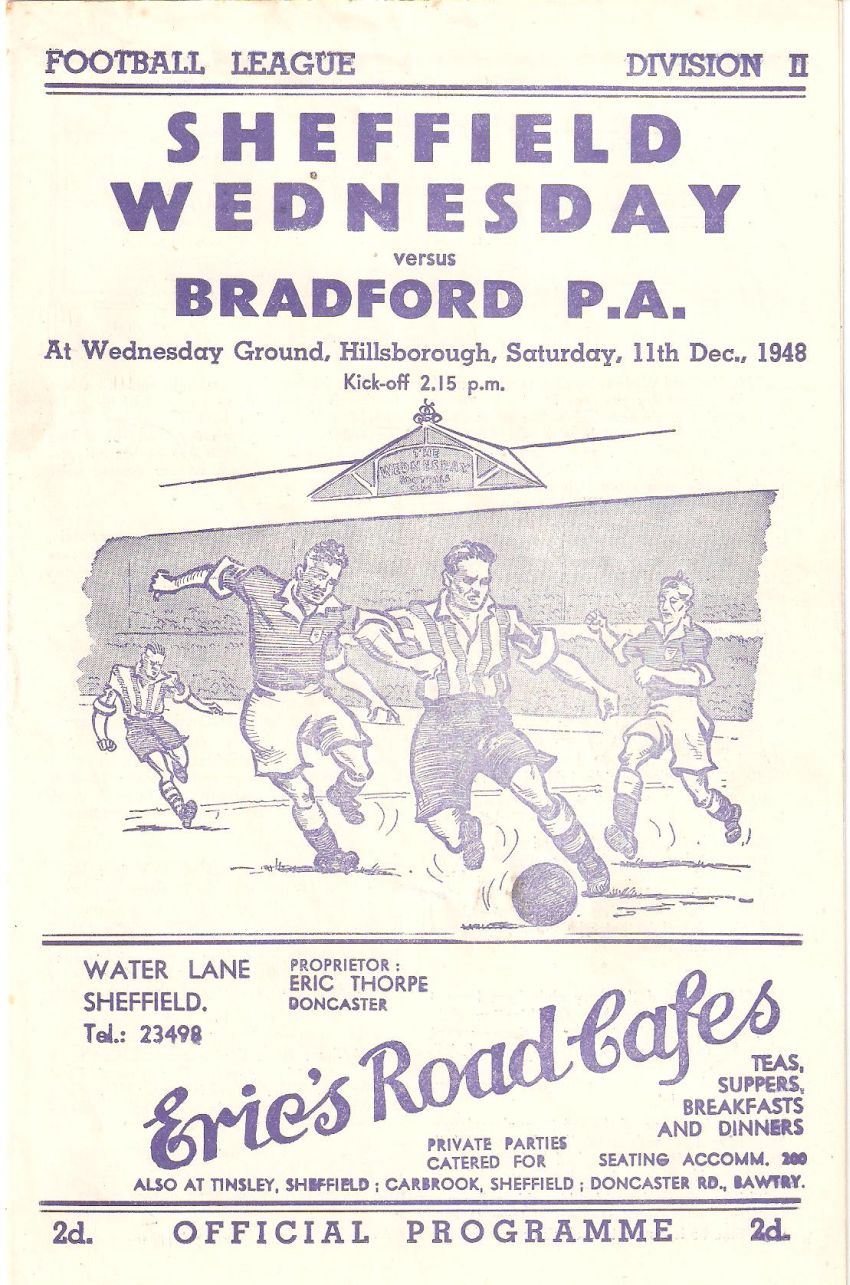 FOOTBALL LEAGUE DIVISION II
SHEFFIELD
WEDNESDAY
versus
BRADFORD P.A.
At Wednesday Ground, Hillsborough, Saturday, 11th Dec., 1948
Kick-off 2.15 p.m.
THE
WEDNESDAY
FOOTBALL
WATER LANE
SHEFFIELD.
Tel.: 23498
PROPRIETOR :
ERIC THORPE
DONCASTER
Eric's Road Cafes
TEAS,
SUPPERS,
BREAKFASTS
AND DINNERS
PRIVATE PARTIES
CATERED FOR
SEATING ACCOMM. 200
ALSO AT TINSLEY, SHEFFIELD ; CARBROOK, SHEFFIELD ; DONCASTER RD., BAWTRY.
2d. OFFICIAL PROGRAMME 2d.